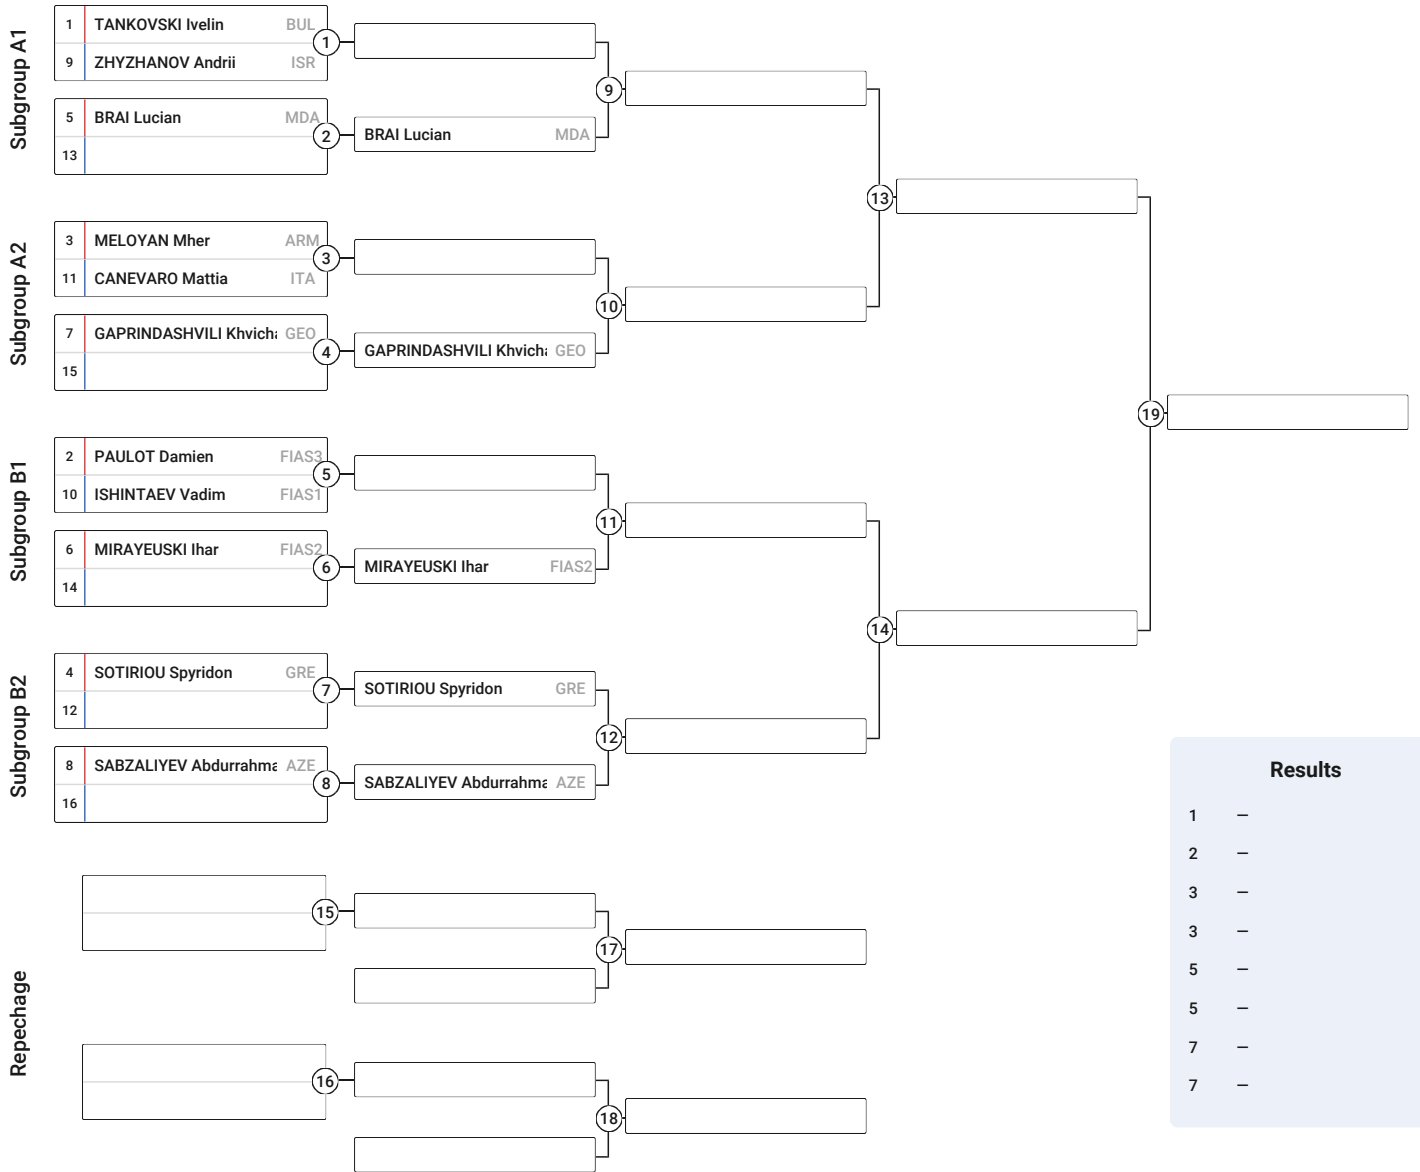 Subgroup A1
1 TANKOVSKI Ivelin BUL
9 ZHYZHANOV Andrii ISR
1
5 BRAI Lucian MDA
13
2
BRAI Lucian MDA
9
Subgroup A2
3 MELOYAN Mher ARM
11 CANEVARO Mattia ITA
3
7 GAPRINDASHVILI Khvicha GEO
15
4
GAPRINDASHVILI Khvicha GEO
10
13
Subgroup B1
2 PAULOT Damien FIAS3
10 ISHINTAEV Vadim FIAS1
5
6 MIRAYEUSKI Ihar FIAS2
14
6
MIRAYEUSKI Ihar FIAS2
11
Subgroup B2
4 SOTIRIOU Spyridon GRE
12
7
SOTIRIOU Spyridon GRE
8 SABZALIYEV Abdurrahma AZE
16
8
SABZALIYEV Abdurrahma AZE
12
14
19
Repechage
15
17
16
18
Results
1 –
2 –
3 –
3 –
5 –
5 –
7 –
7 –